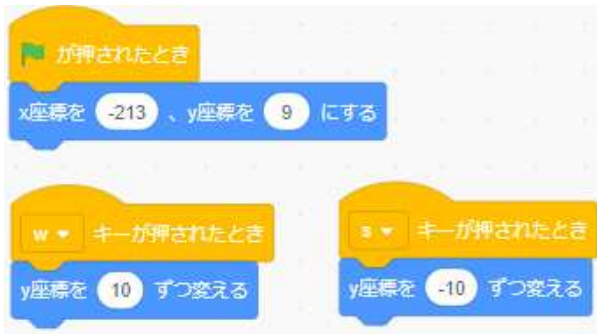 が押されたとき
x座標を -213 、y座標を 9 にする
w キーが押されたとき
y座標を 10 ずつ変える
s キーが押されたとき
y座標を -10 ずつ変える